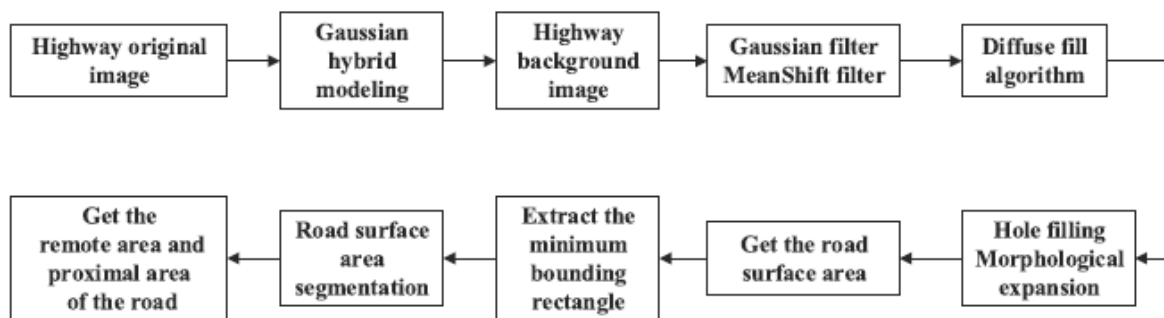 Highway original
image
Gaussian
hybrid
modeling
Highway
background
image
Gaussian filter
MeanShift filter
Diffuse fill
algorithm
Hole filling
Morphological
expansion
Get the road
surface area
Extract the
minimum
bounding
rectangle
Road surface
area
segmentation
Get the
remote area and
proximal area
of the road